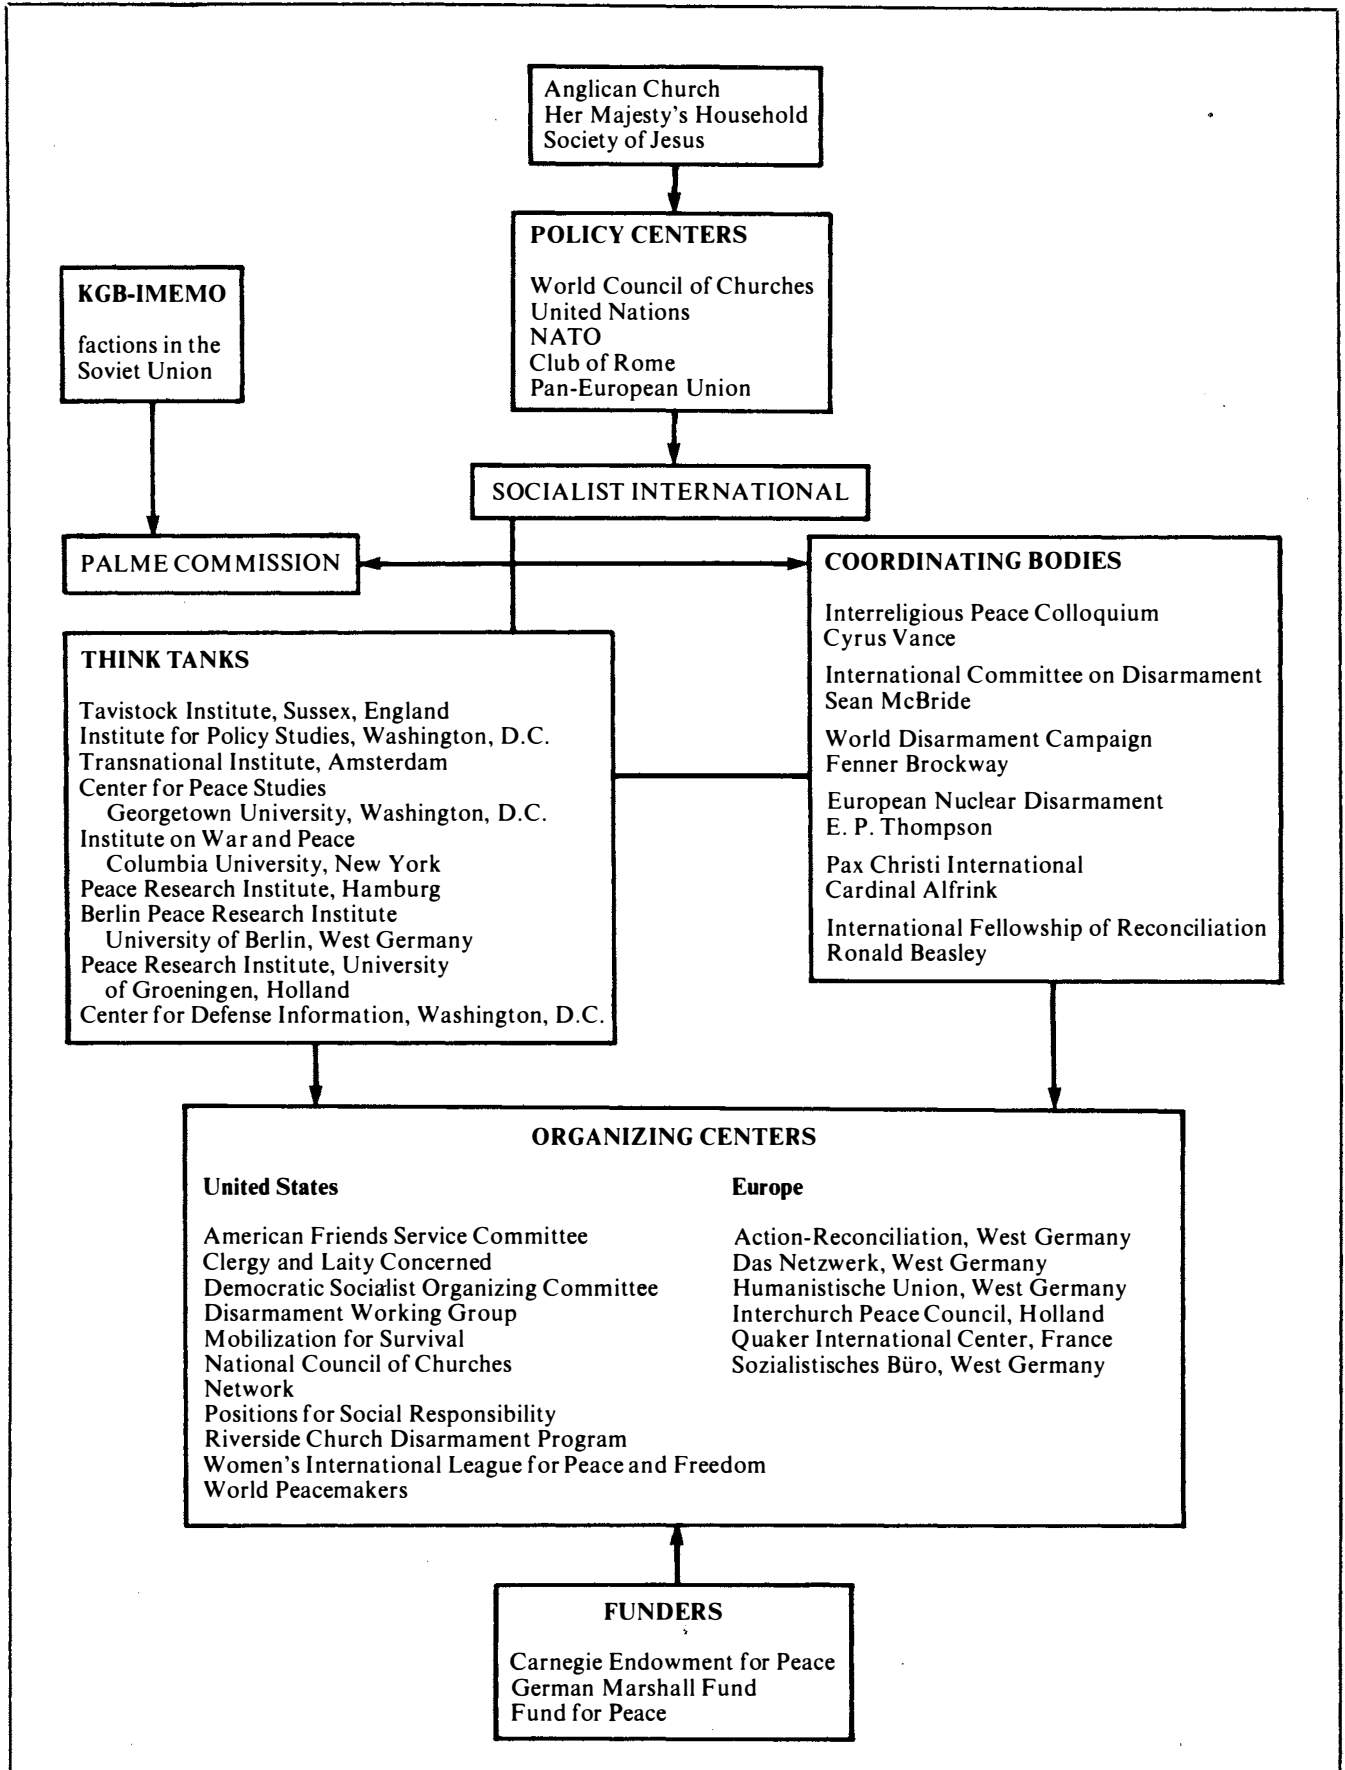 Anglican Church
Her Majesty's Household
Society of Jesus
POLICY CENTERS
World Council of Churches
United Nations
NATO
Club of Rome
Pan-European Union
KGB-IMEMO
factions in the
Soviet Union
SOCIALIST INTERNATIONAL
PALME COMMISSION
COORDINATING BODIES
Interreligious Peace Colloquium
Cyrus Vance
International Committee on Disarmament
Sean McBride
World Disarmament Campaign
Fenner Brockway
European Nuclear Disarmament
E. P. Thompson
Pax Christi International
Cardinal Alfrink
International Fellowship of Reconciliation
Ronald Beasley
THINK TANKS
Tavistock Institute, Sussex, England
Institute for Policy Studies, Washington, D.C.
Transnational Institute, Amsterdam
Center for Peace Studies
Georgetown University, Washington, D.C.
Institute on War and Peace
Columbia University, New York
Peace Research Institute, Hamburg
Berlin Peace Research Institute
University of Berlin, West Germany
Peace Research Institute, University
of Groeningen, Holland
Center for Defense Information, Washington, D.C.
ORGANIZING CENTERS
United States
American Friends Service Committee
Clergy and Laity Concerned
Democratic Socialist Organizing Committee
Disarmament Working Group
Mobilization for Survival
National Council of Churches
Network
Positions for Social Responsibility
Riverside Church Disarmament Program
Women's International League for Peace and Freedom
World Peacemakers
Europe
Action-Reconciliation, West Germany
Das Netzwerk, West Germany
Humanistische Union, West Germany
Interchurch Peace Council, Holland
Quaker International Center, France
Sozialistisches Büro, West Germany
FUNDERS
Carnegie Endowment for Peace
German Marshall Fund
Fund for Peace